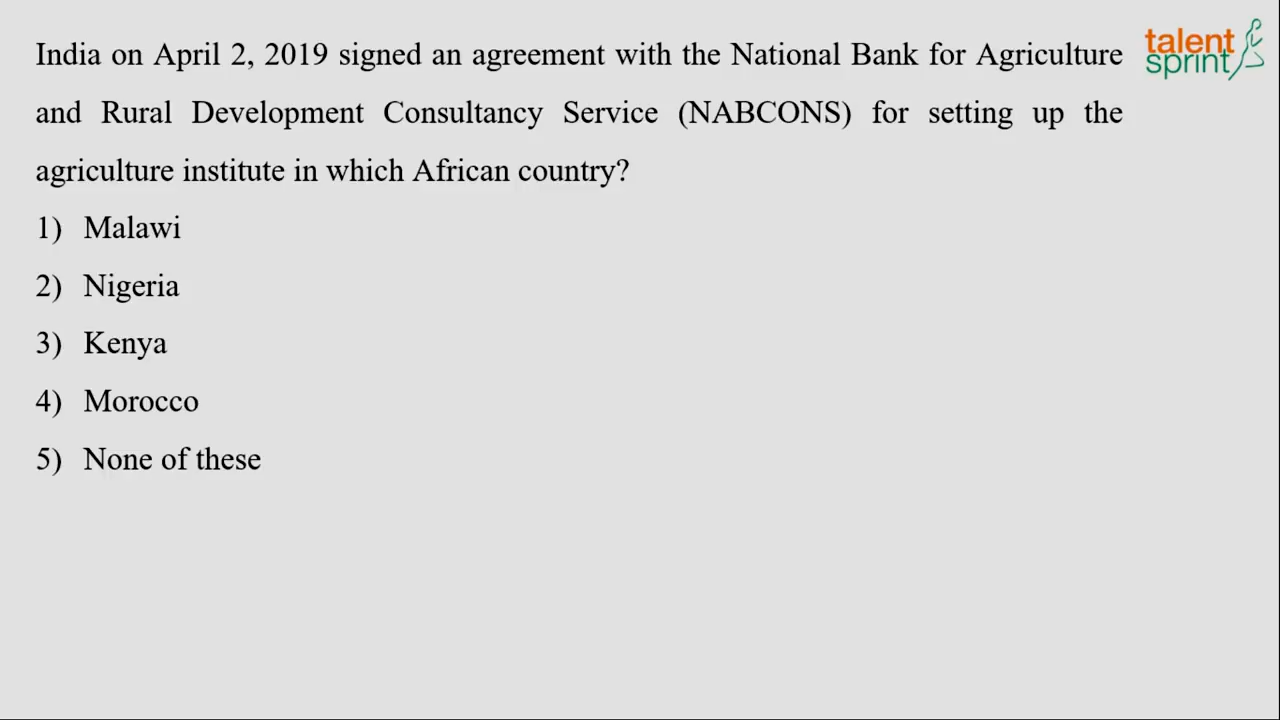 India on April 2, 2019 signed an agreement with the National Bank for Agriculture
and Rural Development Consultancy Service (NABCONS) for setting up the
agriculture institute in which African country?
1) Malawi
2) Nigeria
3) Kenya
4) Morocco
5) None of these
talent
sprint